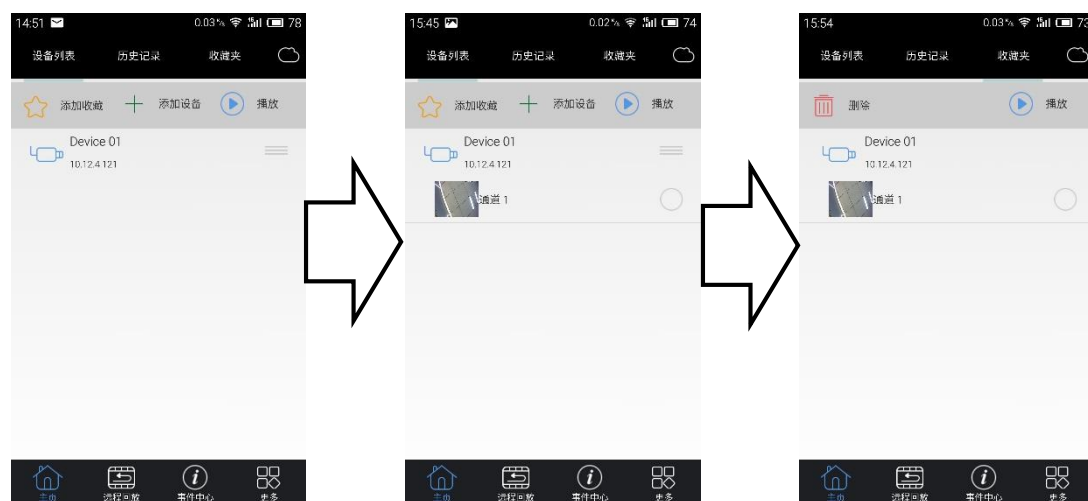 14:51 0.03 78
设备列表 历史记录 收藏夹
添加收藏 添加设备 播放
Device 01
10.12.4.121
主页 远程回放 事件中心 更多
15:45 0.02 74
设备列表 历史记录 收藏夹
添加收藏 添加设备 播放
Device 01
10.12.4.121
通道 1
主页 远程回放 事件中心 更多
15:54 0.03 73
设备列表 历史记录 收藏夹
删除 播放
Device 01
10.12.4.121
通道 1
主页 远程回放 事件中心 更多